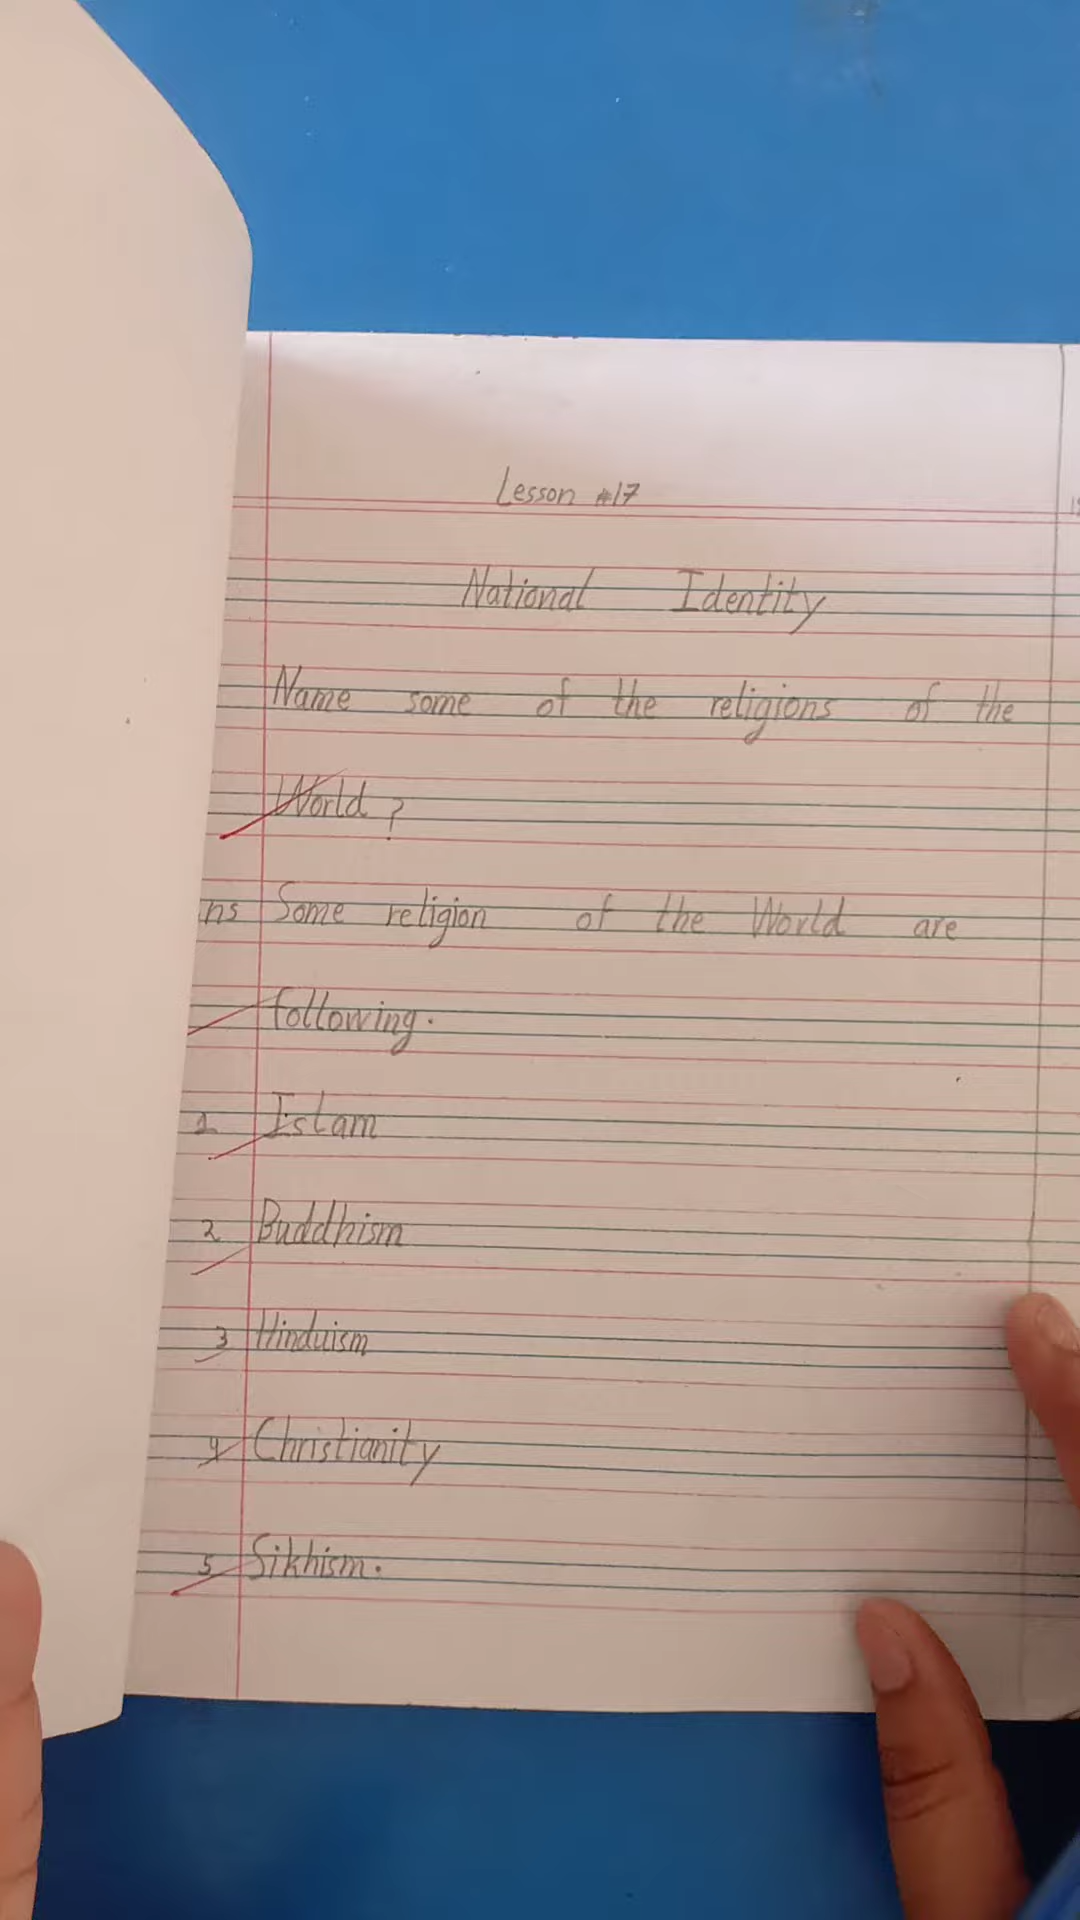 Lesson #17
National Identity
Name some of the religions of the
World?
ns Some religion of the World are
following.
1 Islam
2 Buddhism
3 Hinduism
4 Christianity
5 Sikhism.